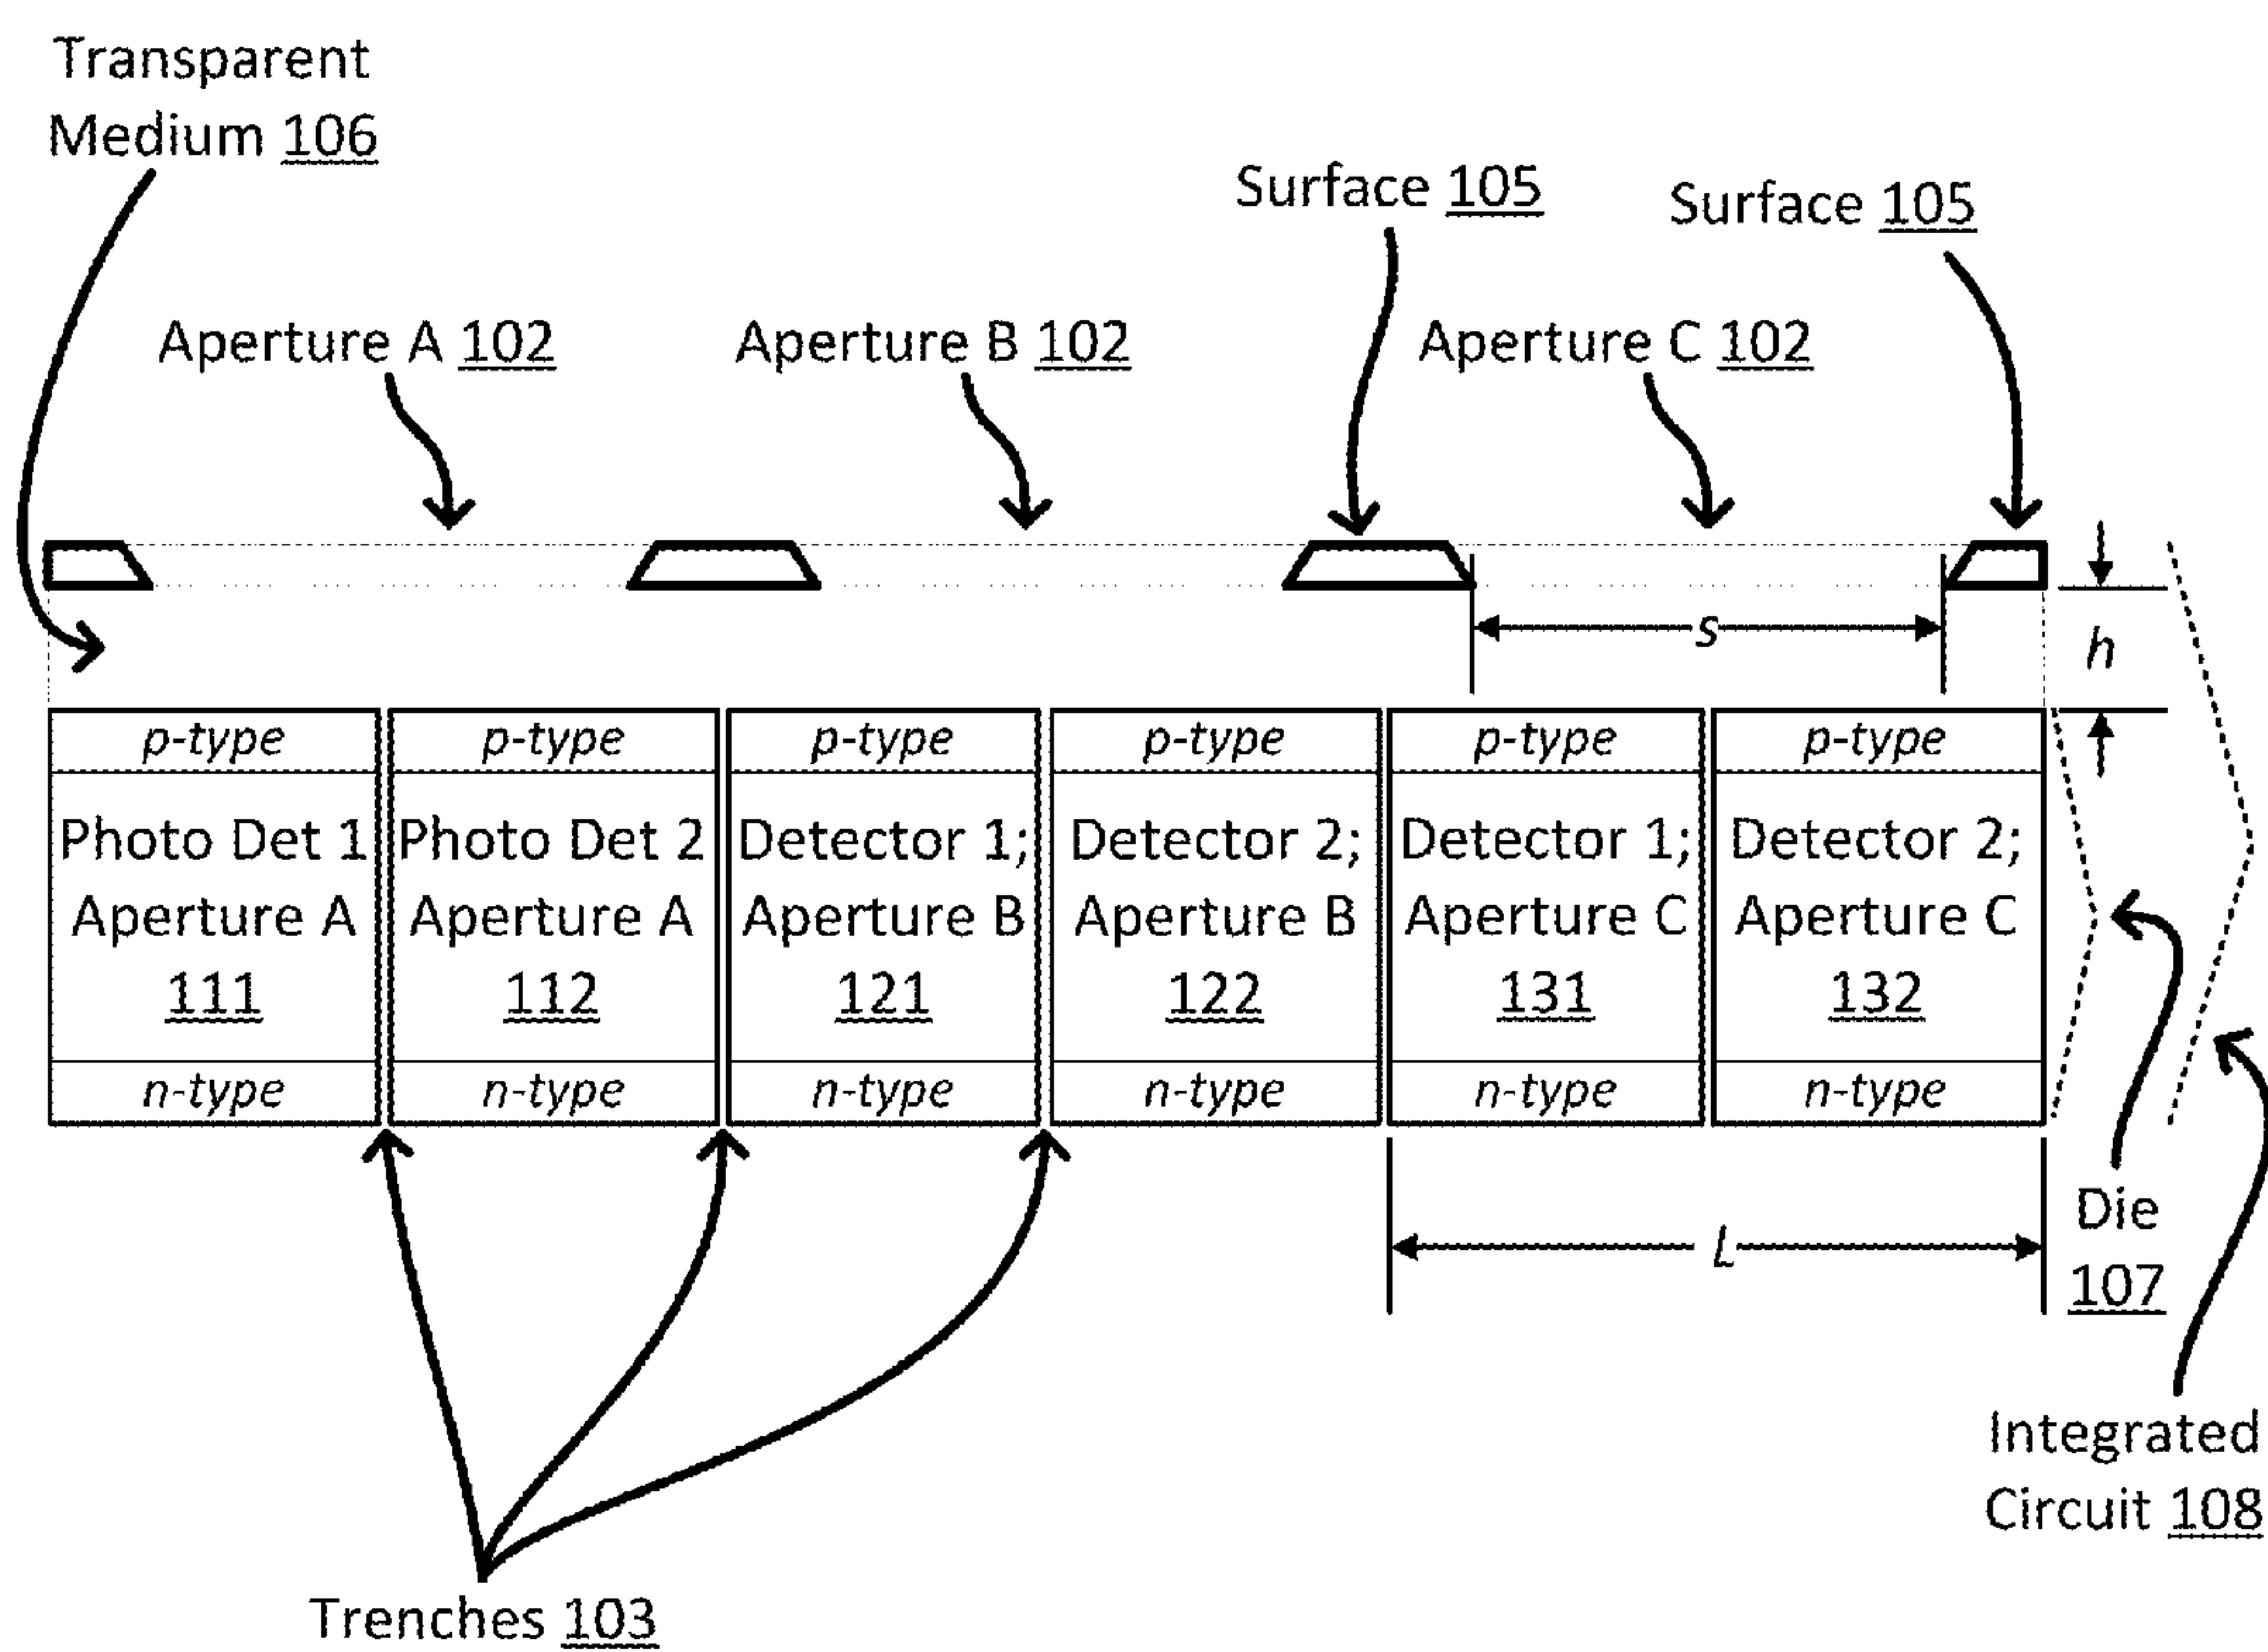 Transparent
Medium 106
Surface 105
Surface 105
Aperture A 102
Aperture B 102
Aperture C 102
s
h
p-type
p-type
p-type
p-type
p-type
p-type
Photo Det 1
Aperture A
111
Photo Det 2
Aperture A
112
Detector 1;
Aperture B
121
Detector 2;
Aperture B
122
Detector 1;
Aperture C
131
Detector 2;
Aperture C
132
n-type
n-type
n-type
n-type
n-type
n-type
L
Die
107
Integrated
Circuit 108
Trenches 103